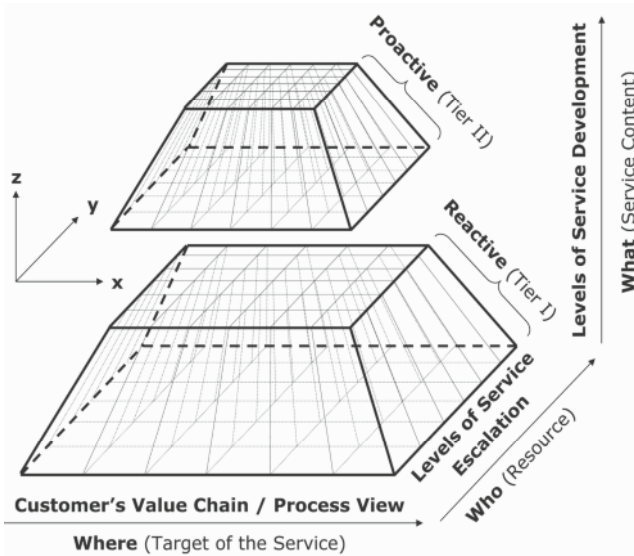 Proactive (Tier II)
z
y
x
Reactive (Tier I)
Levels of Service Development
What (Service Content)
Levels of Service
Escalation
Who (Resource)
Customer's Value Chain / Process View
Where (Target of the Service)